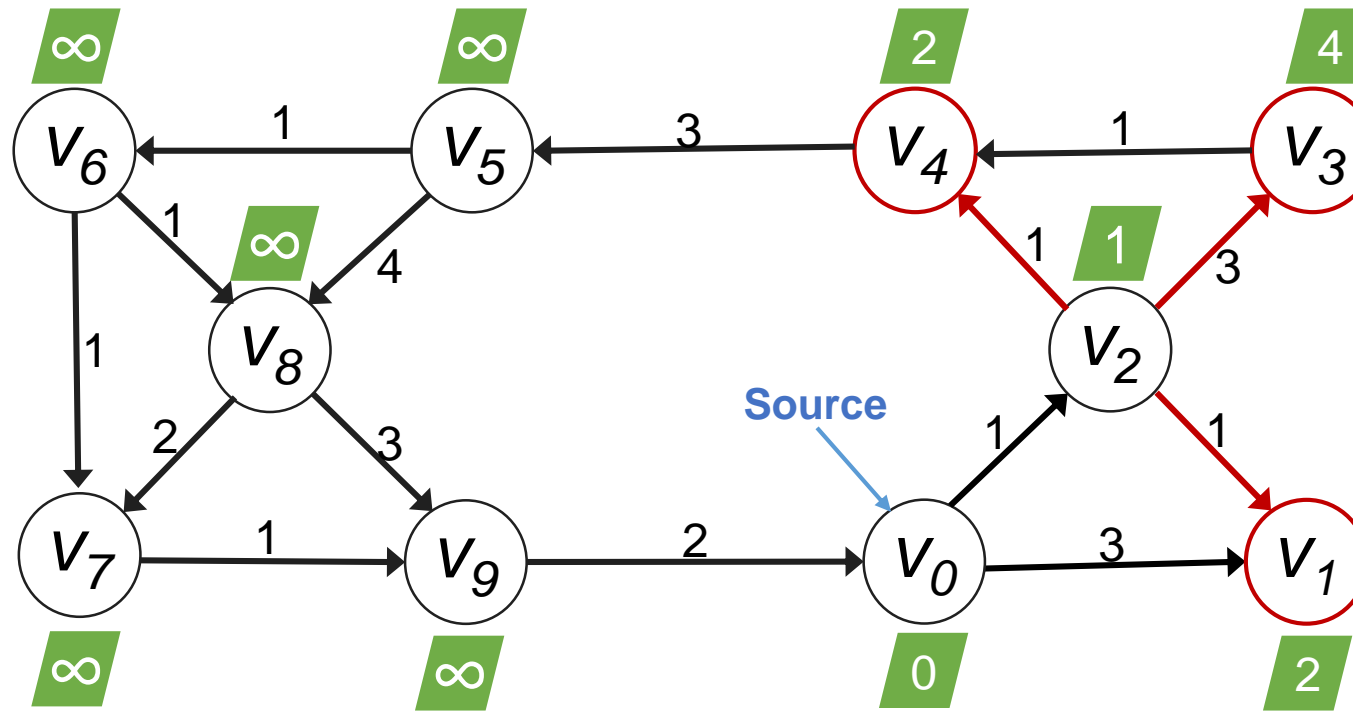 ∞ ∞ 2 4
1 3 1
v6 v5 v4 v3
1 ∞ 4 1 1 3
1 v8 v2
Source
2 3 1 1
1 2 3
v7 v9 v0 v1
∞ ∞ 0 2